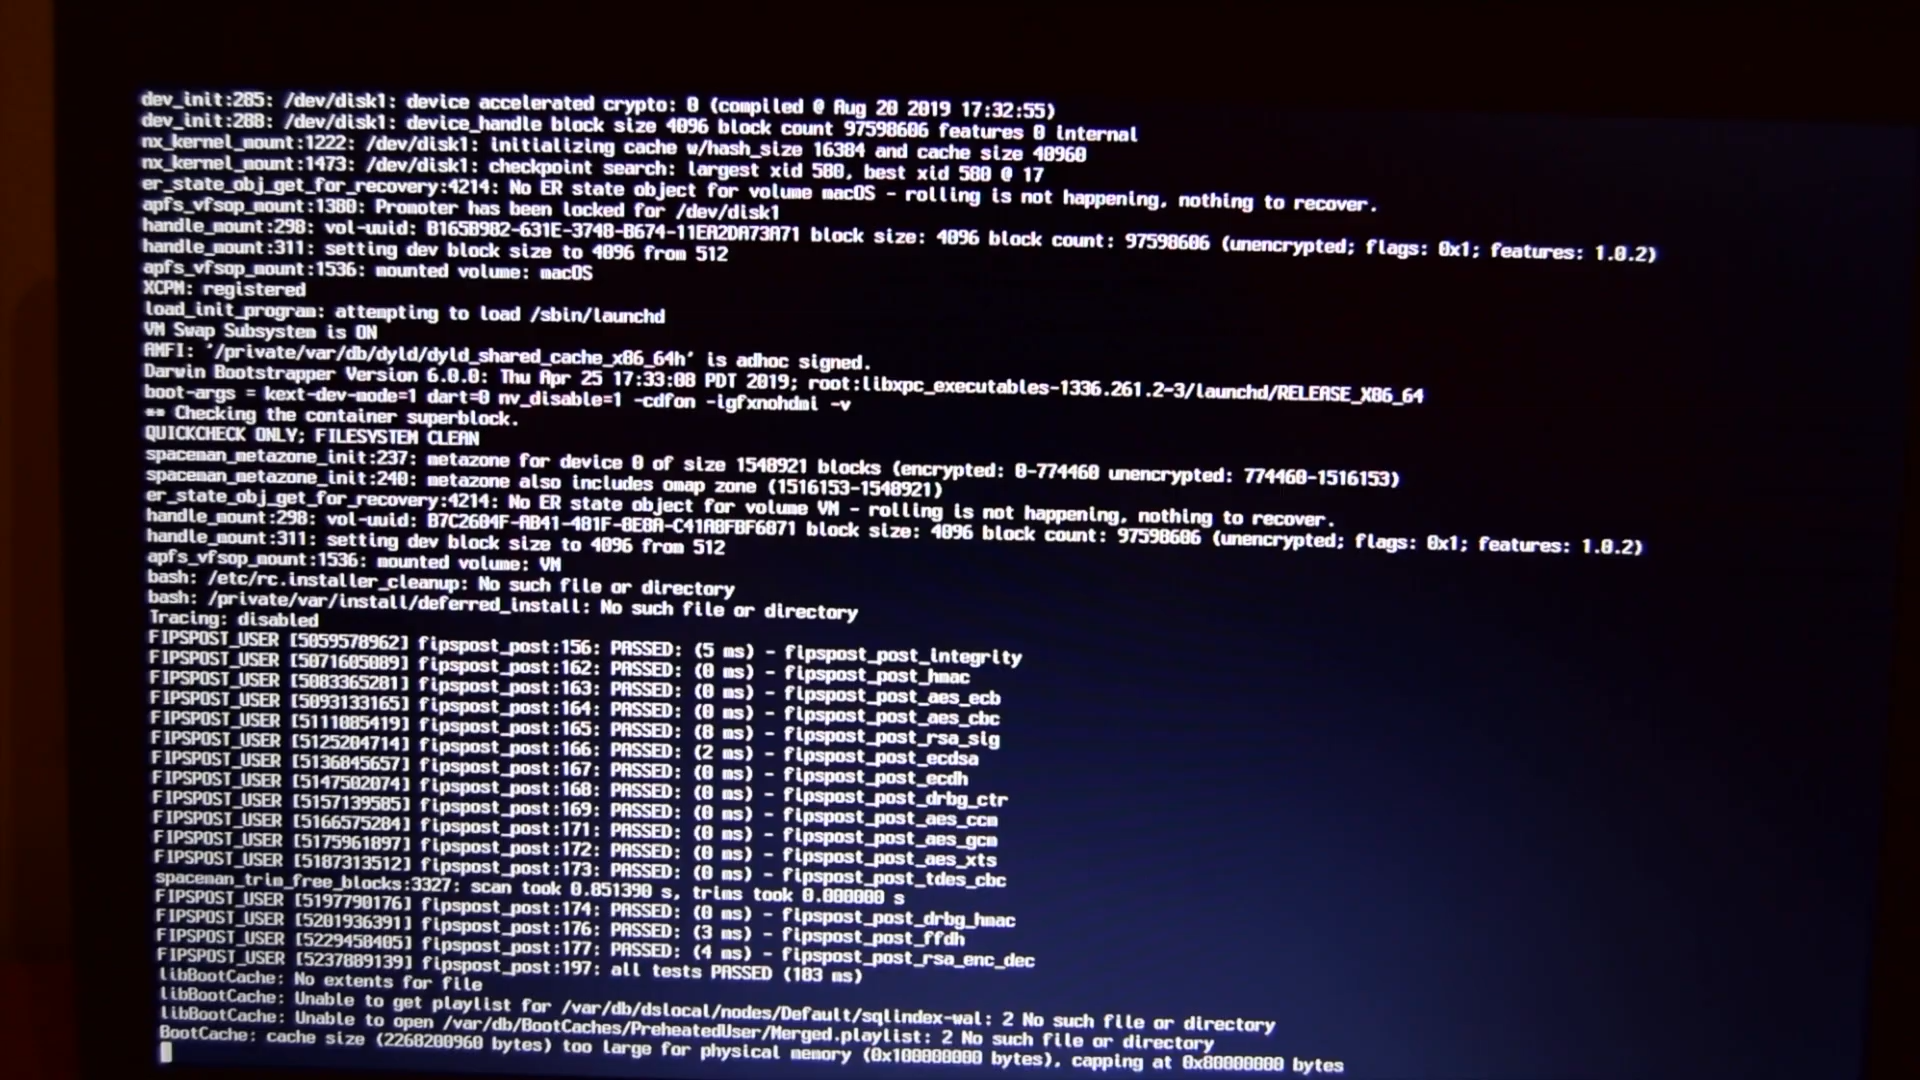 dev_init:285: /dev/disk1: device accelerated crypto: 0 (compiled @ Aug 20 2019 17:32:55)
dev_init:288: /dev/disk1: device_handle block size 4096 block count 97598606 features 0 internal
nx_kernel_mount:1222: /dev/disk1: initializing cache w/hash_size 16384 and cache size 40960
nx_kernel_mount:1473: /dev/disk1: checkpoint search: largest xid 580, best xid 580 @ 17
er_state_obj_get_for_recovery:4214: No ER state object for volume macOS - rolling is not happening, nothing to recover.
apfs_vfsop_mount:1380: Promoter has been locked for /dev/disk1
handle_mount:298: vol-uuid: B165B982-631E-374B-B674-11EA2DA73A71 block size: 4096 block count: 97598606 (unencrypted; flags: 0x1; features: 1.0.2)
handle_mount:311: setting dev block size to 4096 from 512
apfs_vfsop_mount:1536: mounted volume: macOS
XCPM: registered
load_init_program: attempting to load /sbin/launchd
VM Swap Subsystem is ON
AMFI: '/private/var/db/dyld/dyld_shared_cache_x86_64h' is adhoc signed.
Darwin Bootstrapper Version 6.0.0: Thu Apr 25 17:33:08 PDT 2019; root:libxpc_executables-1336.261.2~3/launchd/RELEASE_X86_64
boot-args = kext-dev-mode=1 dart=0 nv_disable=1 -cdfon -igfxnohdmi -v
** Checking the container superblock.
QUICKCHECK ONLY; FILESYSTEM CLEAN
spaceman_metazone_init:237: metazone for device 0 of size 1548921 blocks (encrypted: 0-774460 unencrypted: 774460-1516153)
spaceman_metazone_init:240: metazone also includes omap zone (1516153-1548921)
er_state_obj_get_for_recovery:4214: No ER state object for volume VM - rolling is not happening, nothing to recover.
handle_mount:298: vol-uuid: B7C2604F-AB41-481F-8E8A-C41A8FBF6871 block size: 4096 block count: 97598606 (unencrypted; flags: 0x1; features: 1.0.2)
handle_mount:311: setting dev block size to 4096 from 512
apfs_vfsop_mount:1536: mounted volume: VM
bash: /etc/rc.installer_cleanup: No such file or directory
bash: /private/var/install/deferred_install: No such file or directory
Tracing: disabled
FIPSPOST_USER [5059578962] fipspost_post:156: PASSED: (5 ms) - fipspost_post_integrity
FIPSPOST_USER [5071605089] fipspost_post:162: PASSED: (0 ms) - fipspost_post_hmac
FIPSPOST_USER [5083365281] fipspost_post:163: PASSED: (0 ms) - fipspost_post_aes_ecb
FIPSPOST_USER [5093133165] fipspost_post:164: PASSED: (0 ms) - fipspost_post_aes_cbc
FIPSPOST_USER [5111085419] fipspost_post:165: PASSED: (8 ms) - fipspost_post_rsa_sig
FIPSPOST_USER [5125204714] fipspost_post:166: PASSED: (2 ms) - fipspost_post_ecdsa
FIPSPOST_USER [5136845657] fipspost_post:167: PASSED: (0 ms) - fipspost_post_ecdh
FIPSPOST_USER [5147502074] fipspost_post:168: PASSED: (0 ms) - fipspost_post_drbg_ctr
FIPSPOST_USER [5157139585] fipspost_post:169: PASSED: (0 ms) - fipspost_post_aes_ccm
FIPSPOST_USER [5166575284] fipspost_post:171: PASSED: (0 ms) - fipspost_post_aes_gcm
FIPSPOST_USER [5175961897] fipspost_post:172: PASSED: (0 ms) - fipspost_post_aes_xts
FIPSPOST_USER [5187313512] fipspost_post:173: PASSED: (0 ms) - fipspost_post_tdes_cbc
spaceman_trim_free_blocks:3327: scan took 0.851390 s, trims took 0.000000 s
FIPSPOST_USER [5197790176] fipspost_post:174: PASSED: (0 ms) - fipspost_post_drbg_hmac
FIPSPOST_USER [5201936391] fipspost_post:176: PASSED: (3 ms) - fipspost_post_ffdh
FIPSPOST_USER [5229458405] fipspost_post:177: PASSED: (4 ms) - fipspost_post_rsa_enc_dec
FIPSPOST_USER [5237889139] fipspost_post:197: all tests PASSED (183 ms)
libBootCache: No extents for file
libBootCache: Unable to get playlist for /var/db/dslocal/nodes/Default/sqlindex-wal: 2 No such file or directory
libBootCache: Unable to open /var/db/BootCaches/PreheatedUser/Merged.playlist: 2 No such file or directory
BootCache: cache size (2260200960 bytes) too large for physical memory (0x100000000 bytes), capping at 0x80000000 bytes